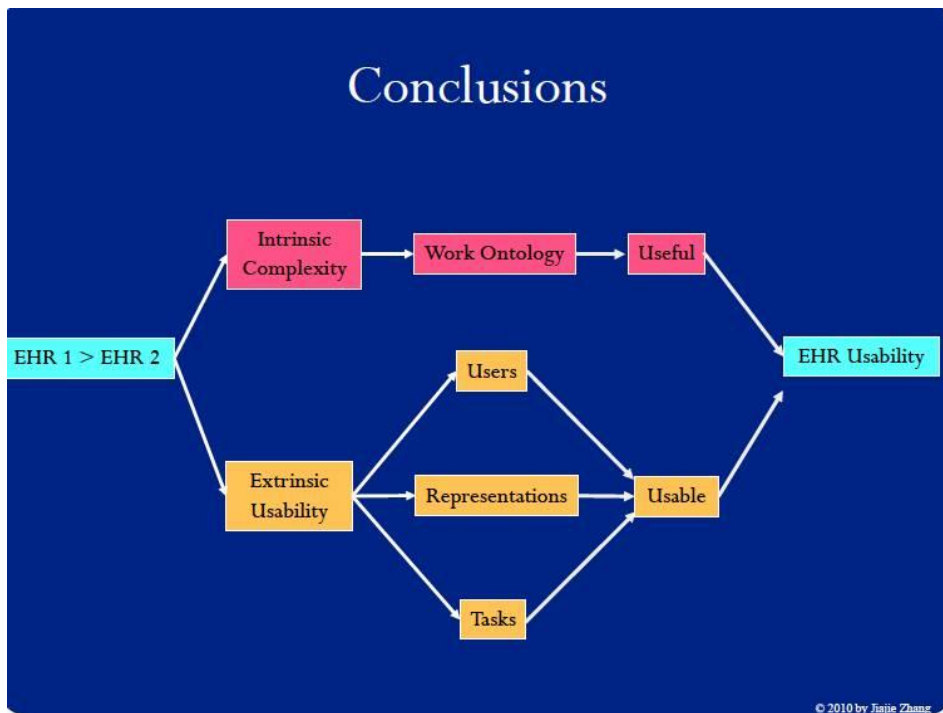 Conclusions
Intrinsic
Complexity
Work Ontology
Useful
EHR 1 > EHR 2
EHR Usability
Users
Extrinsic
Usability
Representations
Usable
Tasks
© 2010 by Jiajie Zhang